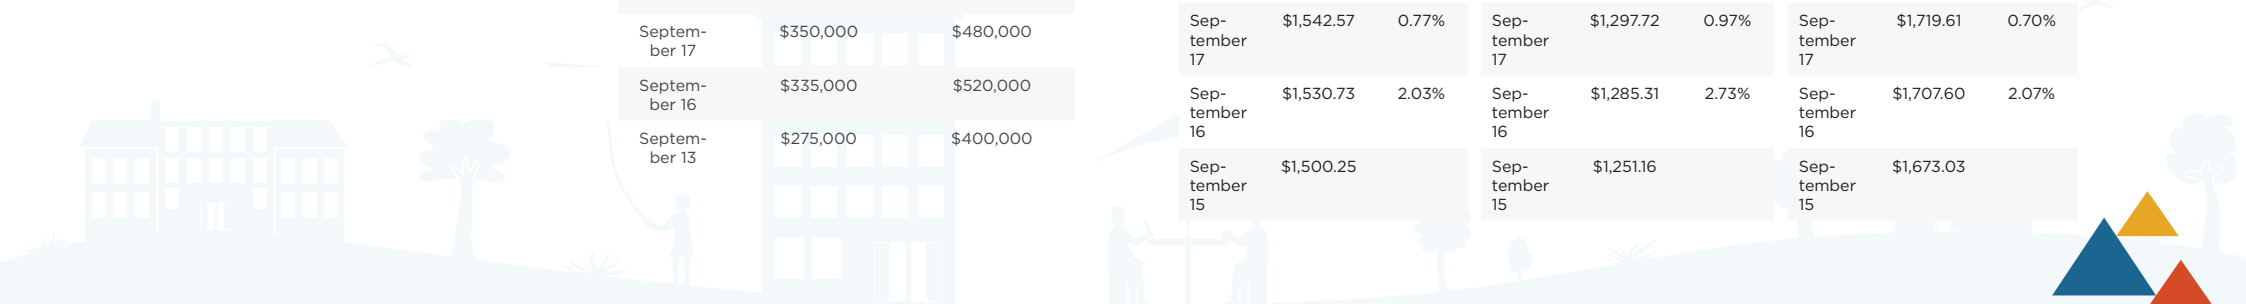 Septem- $350,000 $480,000
ber 17
Septem- $335,000 $520,000
ber 16
Septem- $275,000 $400,000
ber 13
Sep- $1,542.57 0.77%
tember
17
Sep- $1,530.73 2.03%
tember
16
Sep- $1,500.25
tember
15
Sep- $1,297.72 0.97%
tember
17
Sep- $1,285.31 2.73%
tember
16
Sep- $1,251.16
tember
15
Sep- $1,719.61 0.70%
tember
17
Sep- $1,707.60 2.07%
tember
16
Sep- $1,673.03
tember
15